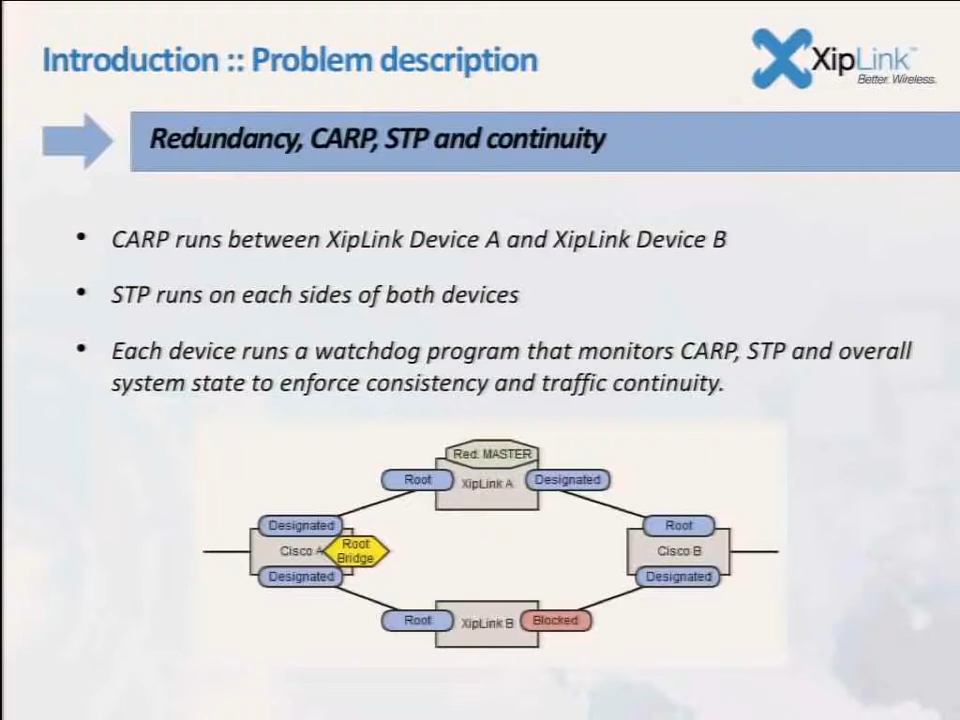 Introduction :: Problem description
XipLink™
Better. Wireless.
Redundancy, CARP, STP and continuity
• CARP runs between XipLink Device A and XipLink Device B
• STP runs on each sides of both devices
• Each device runs a watchdog program that monitors CARP, STP and overall
system state to enforce consistency and traffic continuity.
Red. MASTER
Root
XipLink A
Designated
Designated
Root
Cisco A
Root
Bridge
Cisco B
Designated
Designated
Root
XipLink B
Blocked